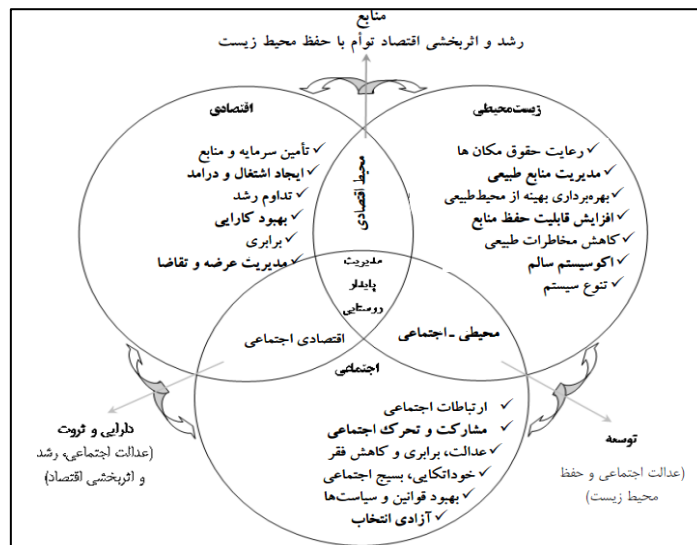 منابع
رشد و اثربخشی اقتصاد توأم با حفظ محیط زیست
زیست‌محیطی
رعایت حقوق مکان ها
مدیریت منابع طبیعی
بهره‌برداری بهینه از محیط‌طبیعی
افزایش قابلیت حفظ منابع
کاهش مخاطرات طبیعی
اکوسیستم سالم
تنوع سیستم
اقتصادی
تأمین سرمایه و منابع
ایجاد اشتغال و درامد
تداوم رشد
بهبود کارایی
برابری
مدیریت عرضه و تقاضا
محیط اقتصادی
مدیریت
پایدار
روستایی
محیطی - اجتماعی
اقتصادی اجتماعی
اجتماعی
ارتباطات اجتماعی
مشارکت و تحرک اجتماعی
عدالت، برابری و کاهش فقر
خوداتکایی، بسیج اجتماعی
بهبود قوانین و سیاست‌ها
آزادی انتخاب
توسعه
(عدالت اجتماعی و حفظ
محیط زیست)
دارایی و ثروت
(عدالت اجتماعی، رشد
و اثربخشی اقتصاد)